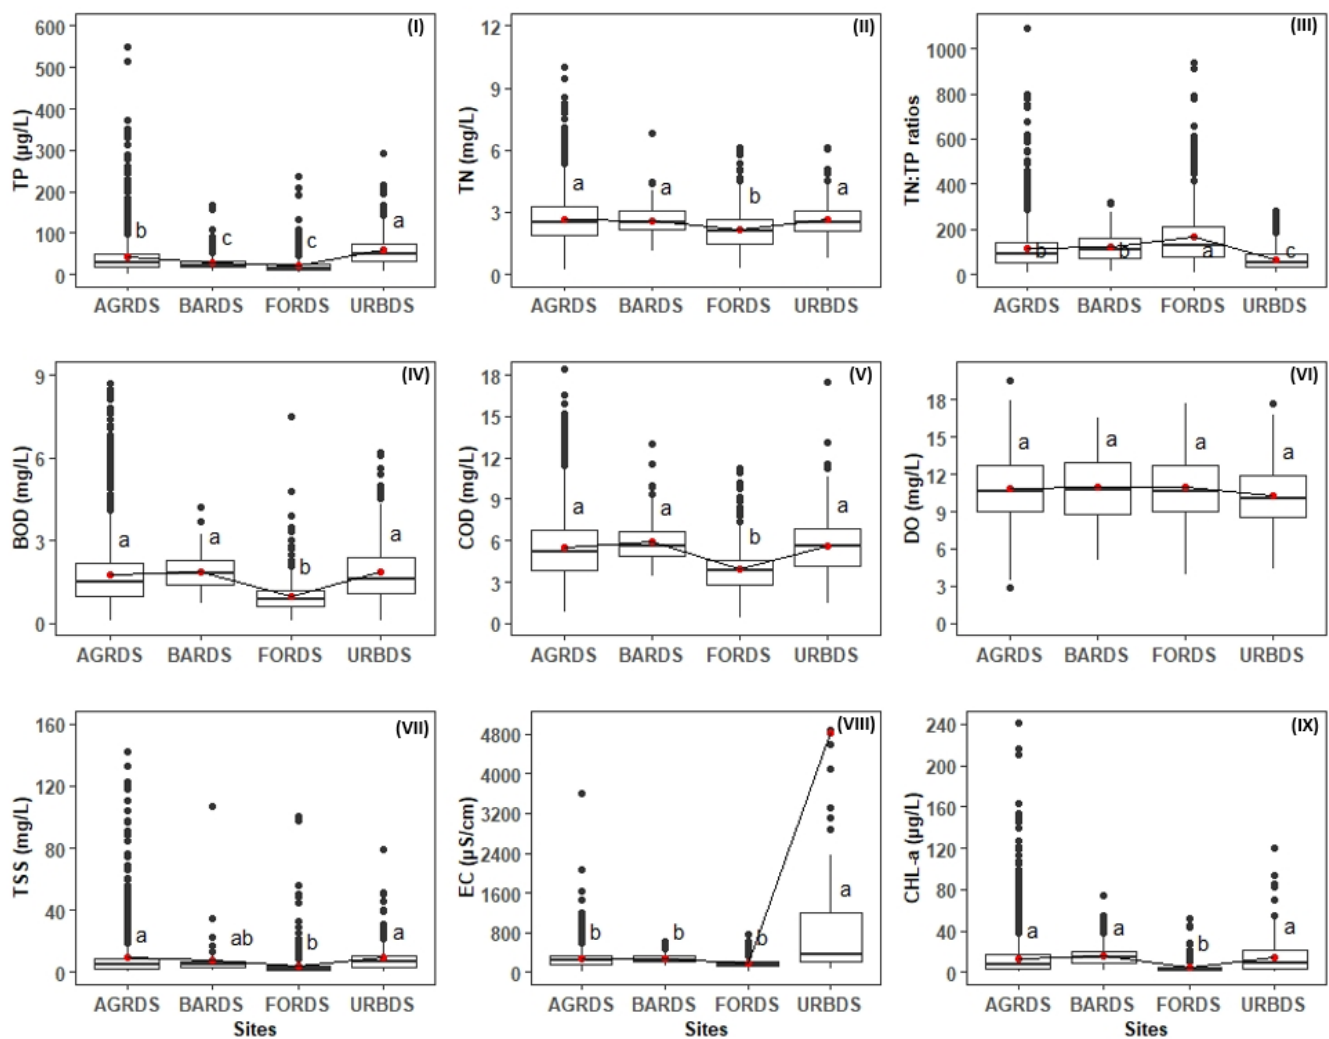 (I)
TP (µg/L)
600
500
400
300
200
100
0
b
c
c
a
AGRDS BARDS FORDS URBDS
(II)
TN (mg/L)
12
9
6
3
0
a
a
b
a
AGRDS BARDS FORDS URBDS
(III)
TN:TP ratios
1000
800
600
400
200
0
b
b
a
c
AGRDS BARDS FORDS URBDS
(IV)
BOD (mg/L)
9
6
3
0
a
a
b
a
AGRDS BARDS FORDS URBDS
(V)
COD (mg/L)
18
15
12
9
6
3
0
a
a
b
a
AGRDS BARDS FORDS URBDS
(VI)
DO (mg/L)
18
15
12
9
6
3
0
a
a
a
a
AGRDS BARDS FORDS URBDS
(VII)
TSS (mg/L)
160
120
80
40
0
a
ab
b
a
AGRDS BARDS FORDS URBDS
Sites
(VIII)
EC (µS/cm)
4800
4000
3200
2400
1600
800
0
b
b
b
a
AGRDS BARDS FORDS URBDS
(IX)
CHL-a (µg/L)
240
200
160
120
80
40
0
a
a
b
a
AGRDS BARDS FORDS URBDS
Sites